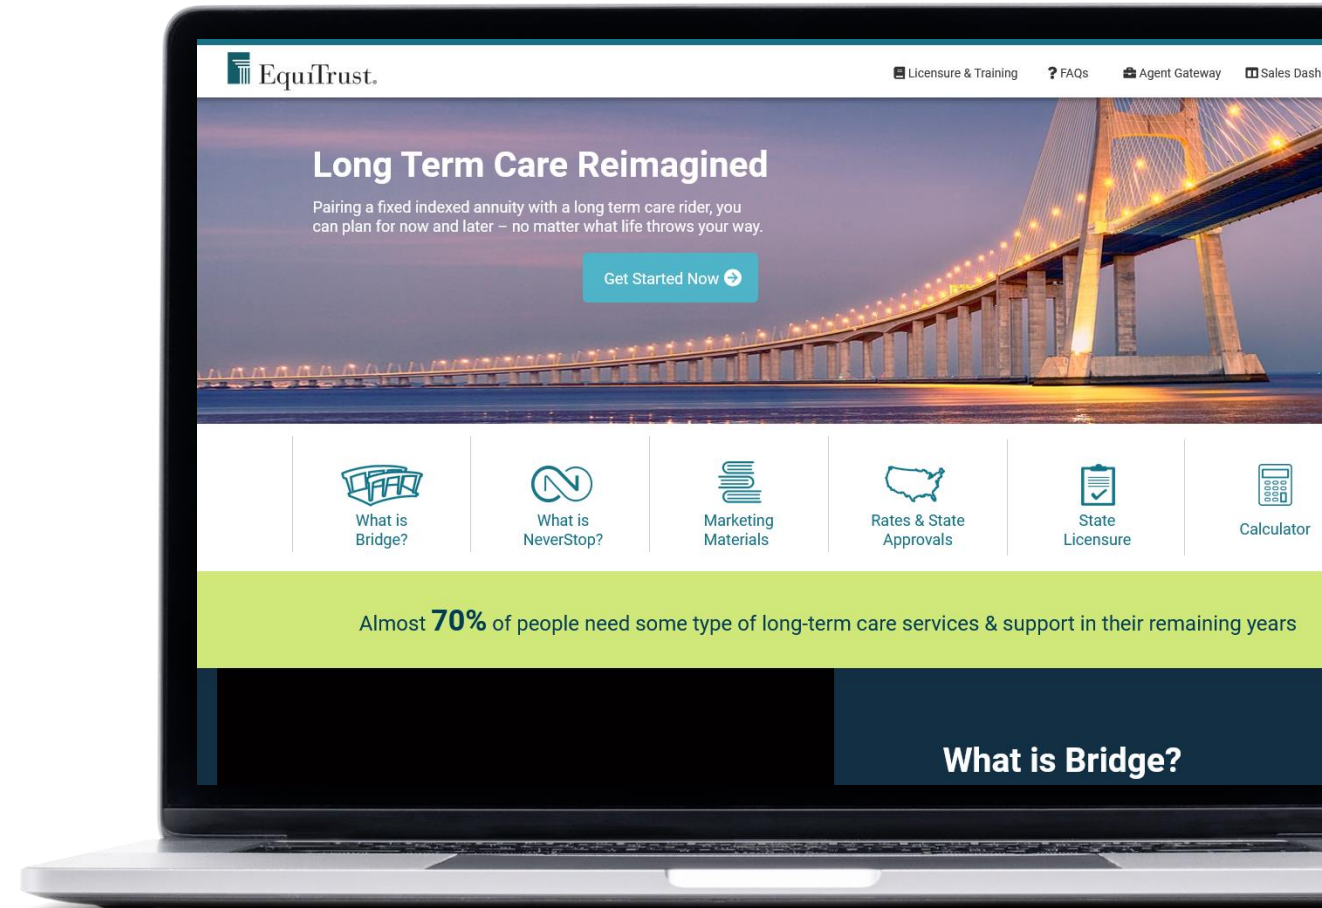 EquiTrust.
Licensure & Training
? FAQs
Agent Gateway
Sales Dash
Long Term Care Reimagined
Pairing a fixed indexed annuity with a long term care rider, you
can plan for now and later – no matter what life throws your way.
Get Started Now
What is
Bridge?
What is
NeverStop?
Marketing
Materials
Rates & State
Approvals
State
Licensure
Calculator
Almost 70% of people need some type of long-term care services & support in their remaining years
What is Bridge?